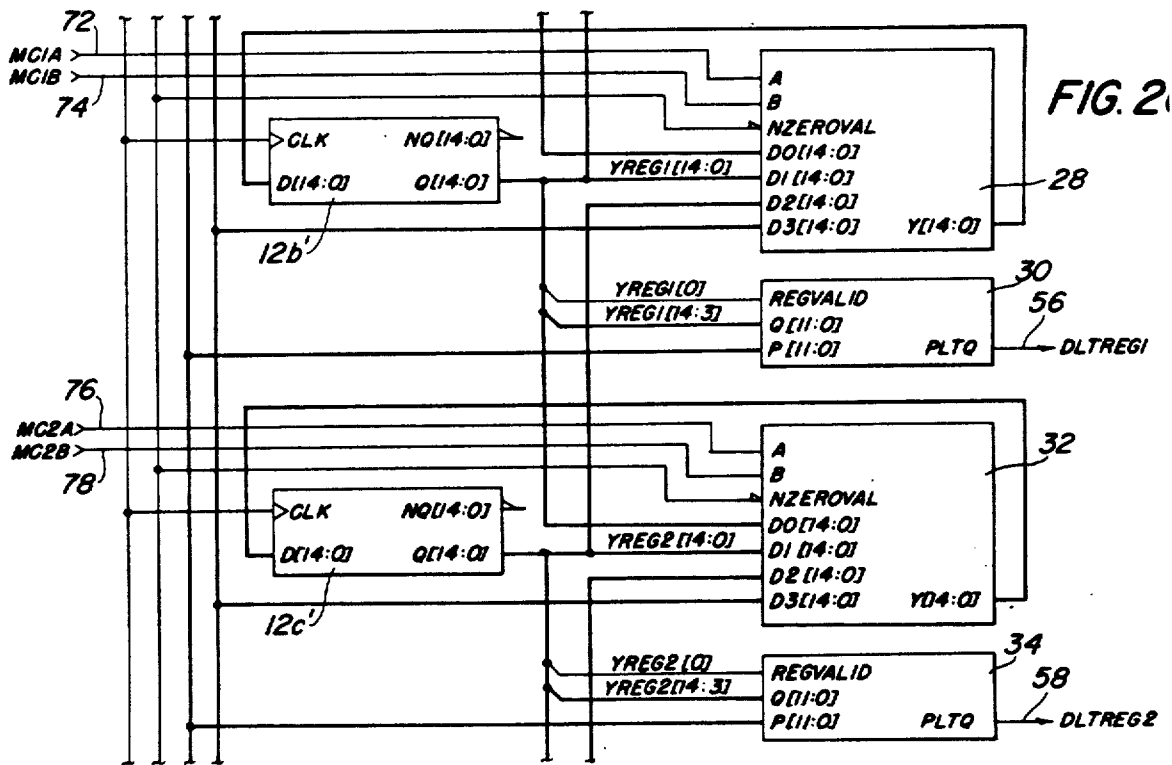 72
MC1A
MC1B
74
FIG. 2
A
B
NZEROVAL
D0[14:0]
D1[14:0]
D2[14:0]
D3[14:0]
Y[14:0]
28
CLK
NQ[14:0]
D[14:0]
Q[14:0]
12b'
YREG1[14:0]
YREG1[0]
YREG1[14:3]
REGVALID
Q[11:0]
P[11:0]
PLTQ
30
56
DLTREG1
76
MC2A
MC2B
78
A
B
NZEROVAL
D0[14:0]
D1[14:0]
D2[14:0]
D3[14:0]
Y[14:0]
32
CLK
NQ[14:0]
D[14:0]
Q[14:0]
12c'
YREG2[14:0]
YREG2[0]
YREG2[14:3]
REGVALID
Q[11:0]
P[11:0]
PLTQ
34
58
DLTREG2